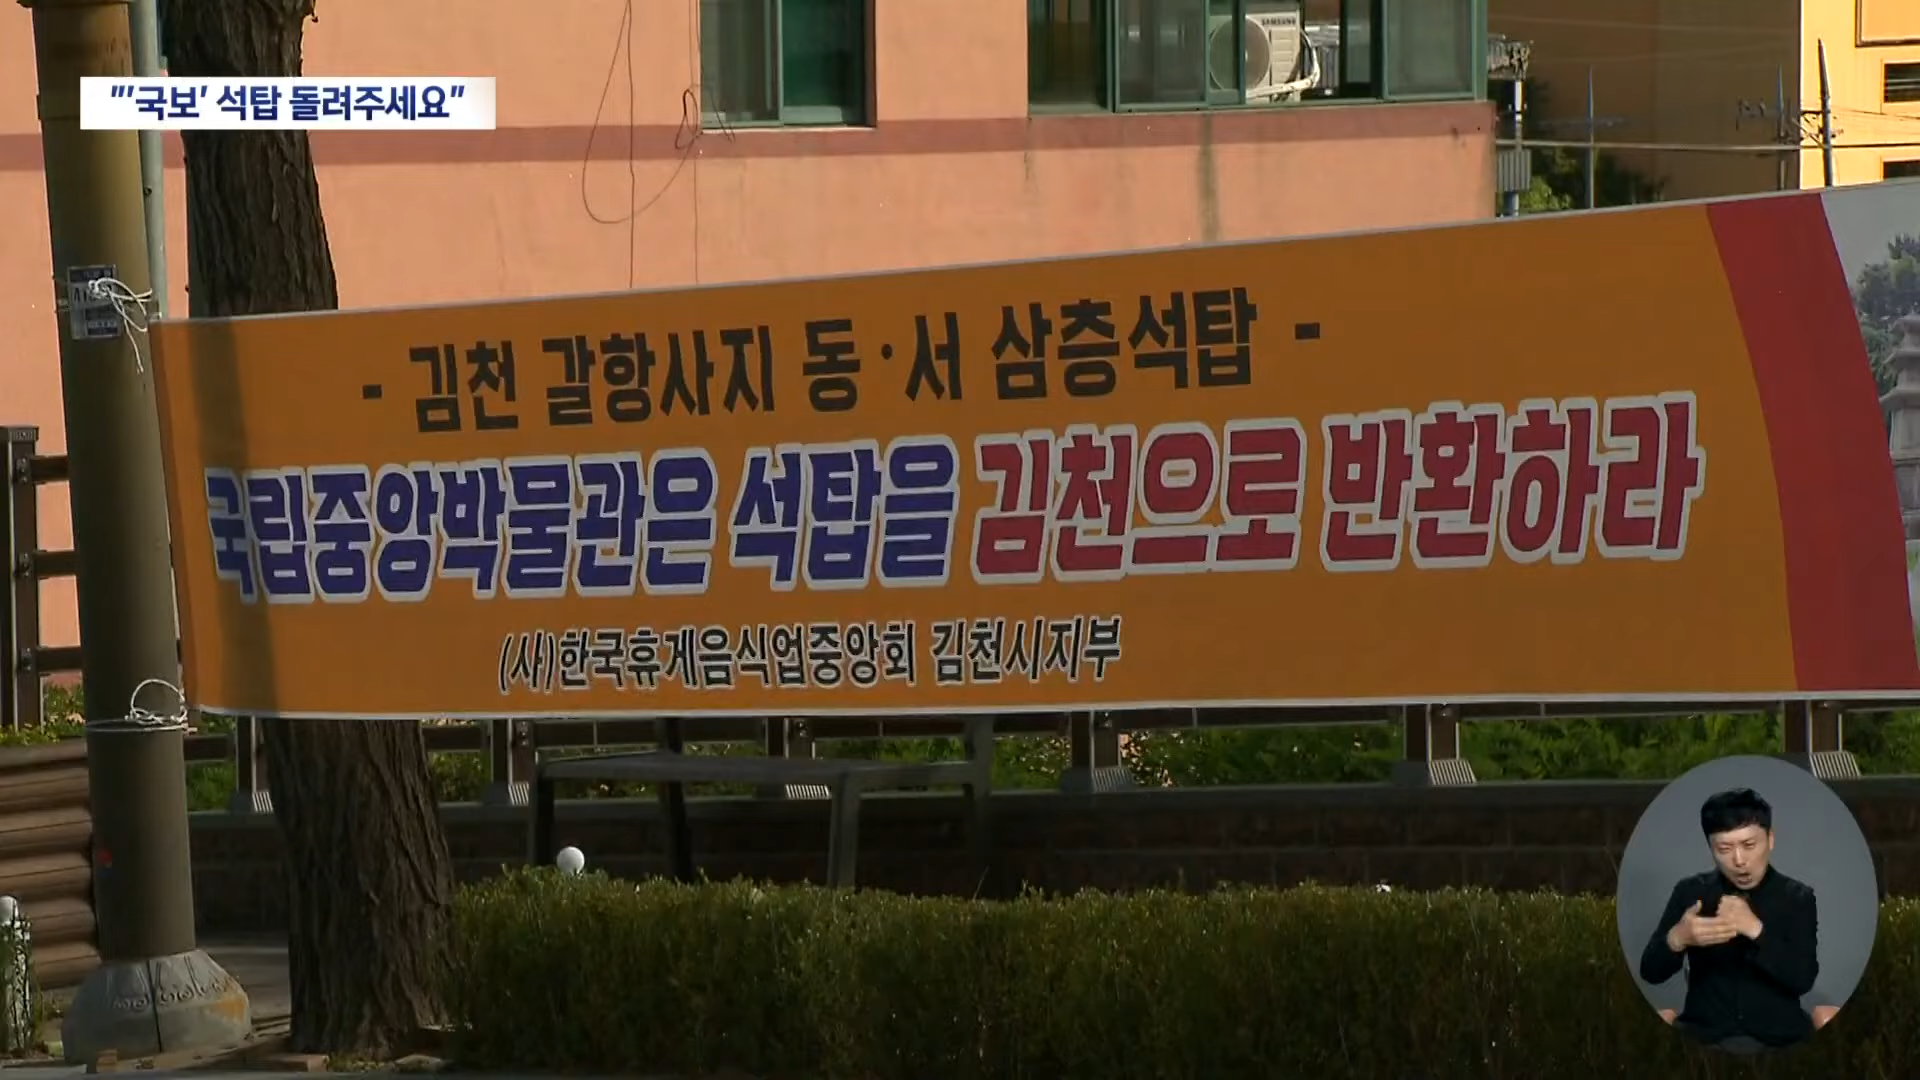 "'국보' 석탑 돌려주세요"
SAMSUNG
- 김천 갈항사지 동·서 삼층석탑 -
국립중앙박물관은 석탑을 김천으로 반환하라
(사)한국휴게음식업중앙회 김천시지부